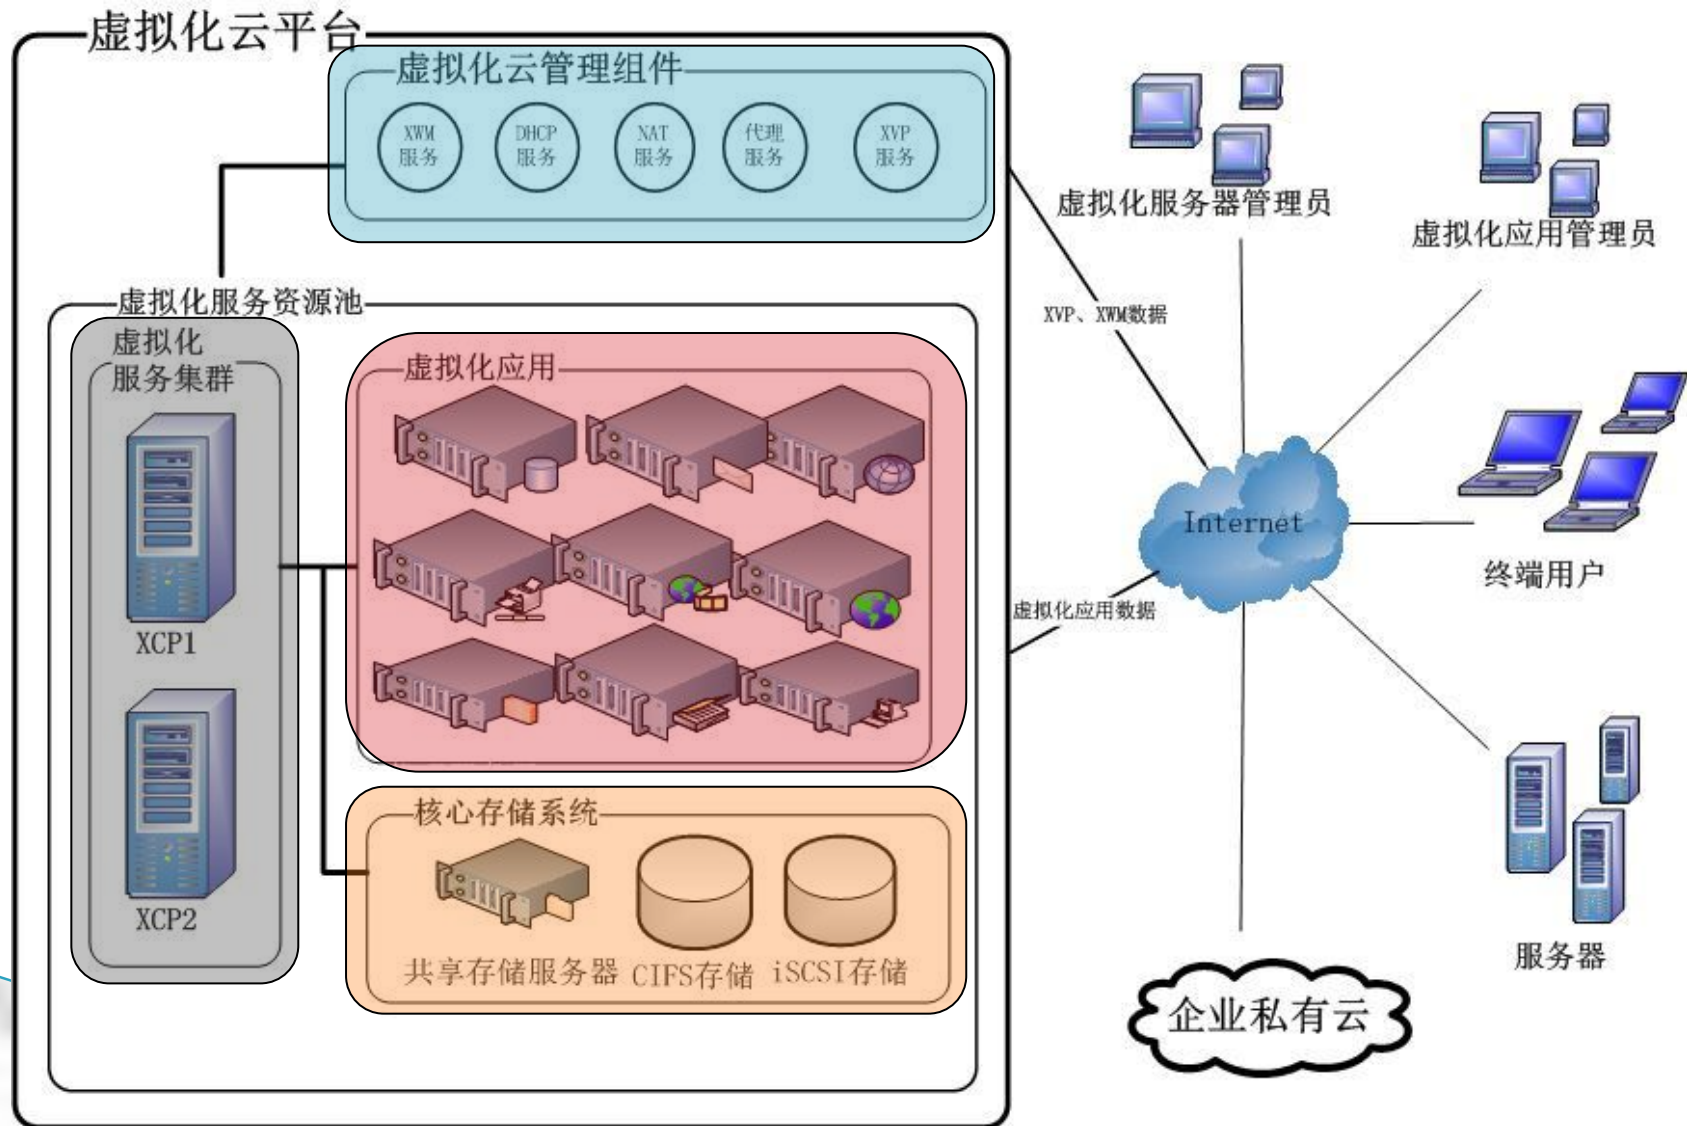 虚拟化云平台
虚拟化云管理组件
XWM
服务
DHCP
服务
NAT
服务
代理
服务
XVP
服务
虚拟化服务器管理员
虚拟化应用管理员
虚拟化服务资源池
虚拟化
服务集群
XCP1
XCP2
虚拟化应用
核心存储系统
共享存储服务器
CIFS存储
iSCSI存储
XVP、XWM数据
虚拟化应用数据
Internet
终端用户
服务器
企业私有云